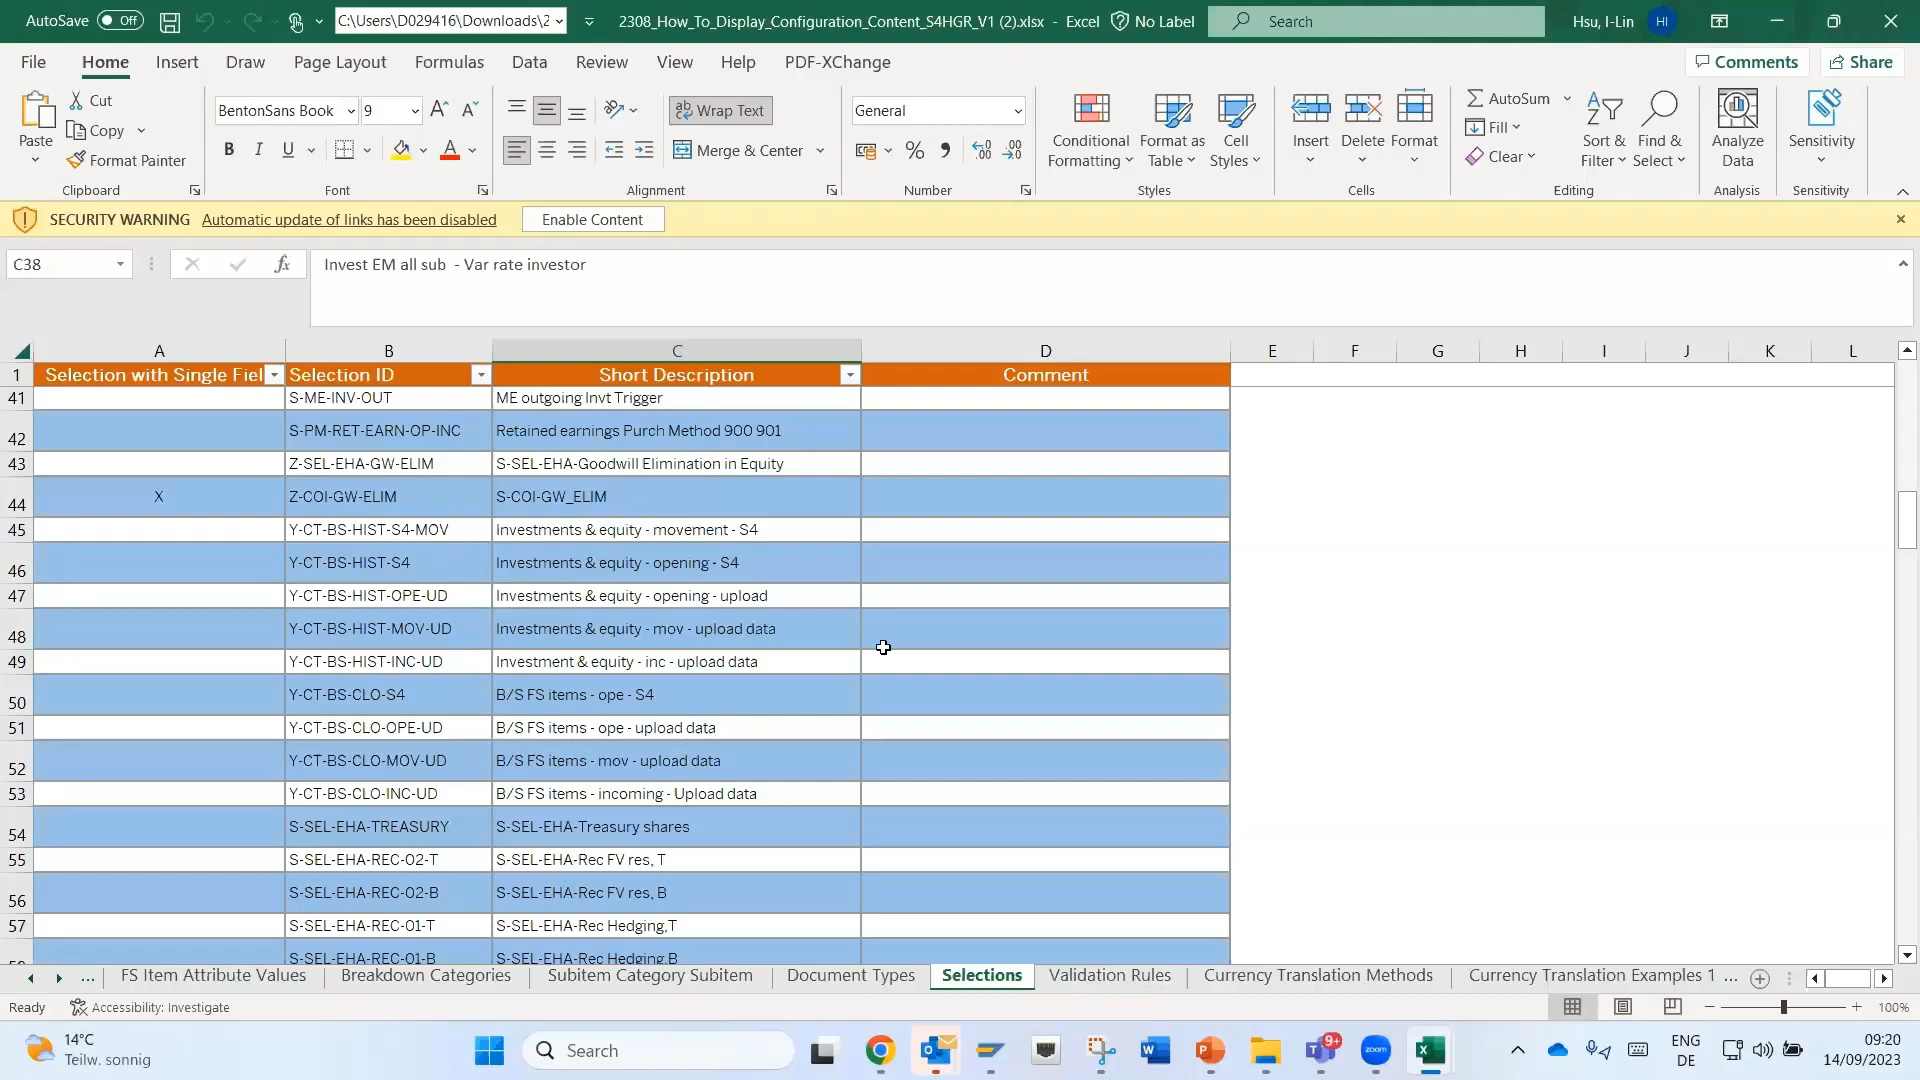 AutoSave Off C:\Users\D029416\Downloads\2 2308_How_To_Display_Configuration_Content_S4HGR_V1 (2).xlsx - Excel No Label Search Hsu, I-Lin HI
File Home Insert Draw Page Layout Formulas Data Review View Help PDF-XChange Comments Share
Paste Cut Copy Format Painter Clipboard
BentonSans Book 9 B I U Font
Wrap Text Merge & Center Alignment
General % Number
Conditional Formatting Format as Table Cell Styles Styles
Insert Delete Format Cells
AutoSum Fill Clear Sort & Filter Find & Select Editing
Analyze Data Analysis
Sensitivity Sensitivity
SECURITY WARNING Automatic update of links has been disabled Enable Content
C38 fx Invest EM all sub - Var rate investor
A B C D E F G H I J K L
1 Selection with Single Fiel Selection ID Short Description Comment
41 S-ME-INV-OUT ME outgoing Invt Trigger
42 S-PM-RET-EARN-OP-INC Retained earnings Purch Method 900 901
43 Z-SEL-EHA-GW-ELIM S-SEL-EHA-Goodwill Elimination in Equity
44 X Z-COI-GW-ELIM S-COI-GW_ELIM
45 Y-CT-BS-HIST-S4-MOV Investments & equity - movement - S4
46 Y-CT-BS-HIST-S4 Investments & equity - opening - S4
47 Y-CT-BS-HIST-OPE-UD Investments & equity - opening - upload
48 Y-CT-BS-HIST-MOV-UD Investments & equity - mov - upload data
49 Y-CT-BS-HIST-INC-UD Investment & equity - inc - upload data
50 Y-CT-BS-CLO-S4 B/S FS items - ope - S4
51 Y-CT-BS-CLO-OPE-UD B/S FS items - ope - upload data
52 Y-CT-BS-CLO-MOV-UD B/S FS items - mov - upload data
53 Y-CT-BS-CLO-INC-UD B/S FS items - incoming - Upload data
54 S-SEL-EHA-TREASURY S-SEL-EHA-Treasury shares
55 S-SEL-EHA-REC-02-T S-SEL-EHA-Rec FV res, T
56 S-SEL-EHA-REC-02-B S-SEL-EHA-Rec FV res, B
57 S-SEL-EHA-REC-01-T S-SEL-EHA-Rec Hedging,T
58 S-SEL-EHA-REC-01-B S-SEL-EHA-Rec Hedging,B
... FS Item Attribute Values Breakdown Categories Subitem Category Subitem Document Types Selections Validation Rules Currency Translation Methods Currency Translation Examples 1 ...
Ready Accessibility: Investigate 100%
14°C Teilw. sonnig Search 9+ zoom ENG DE 09:20 14/09/2023